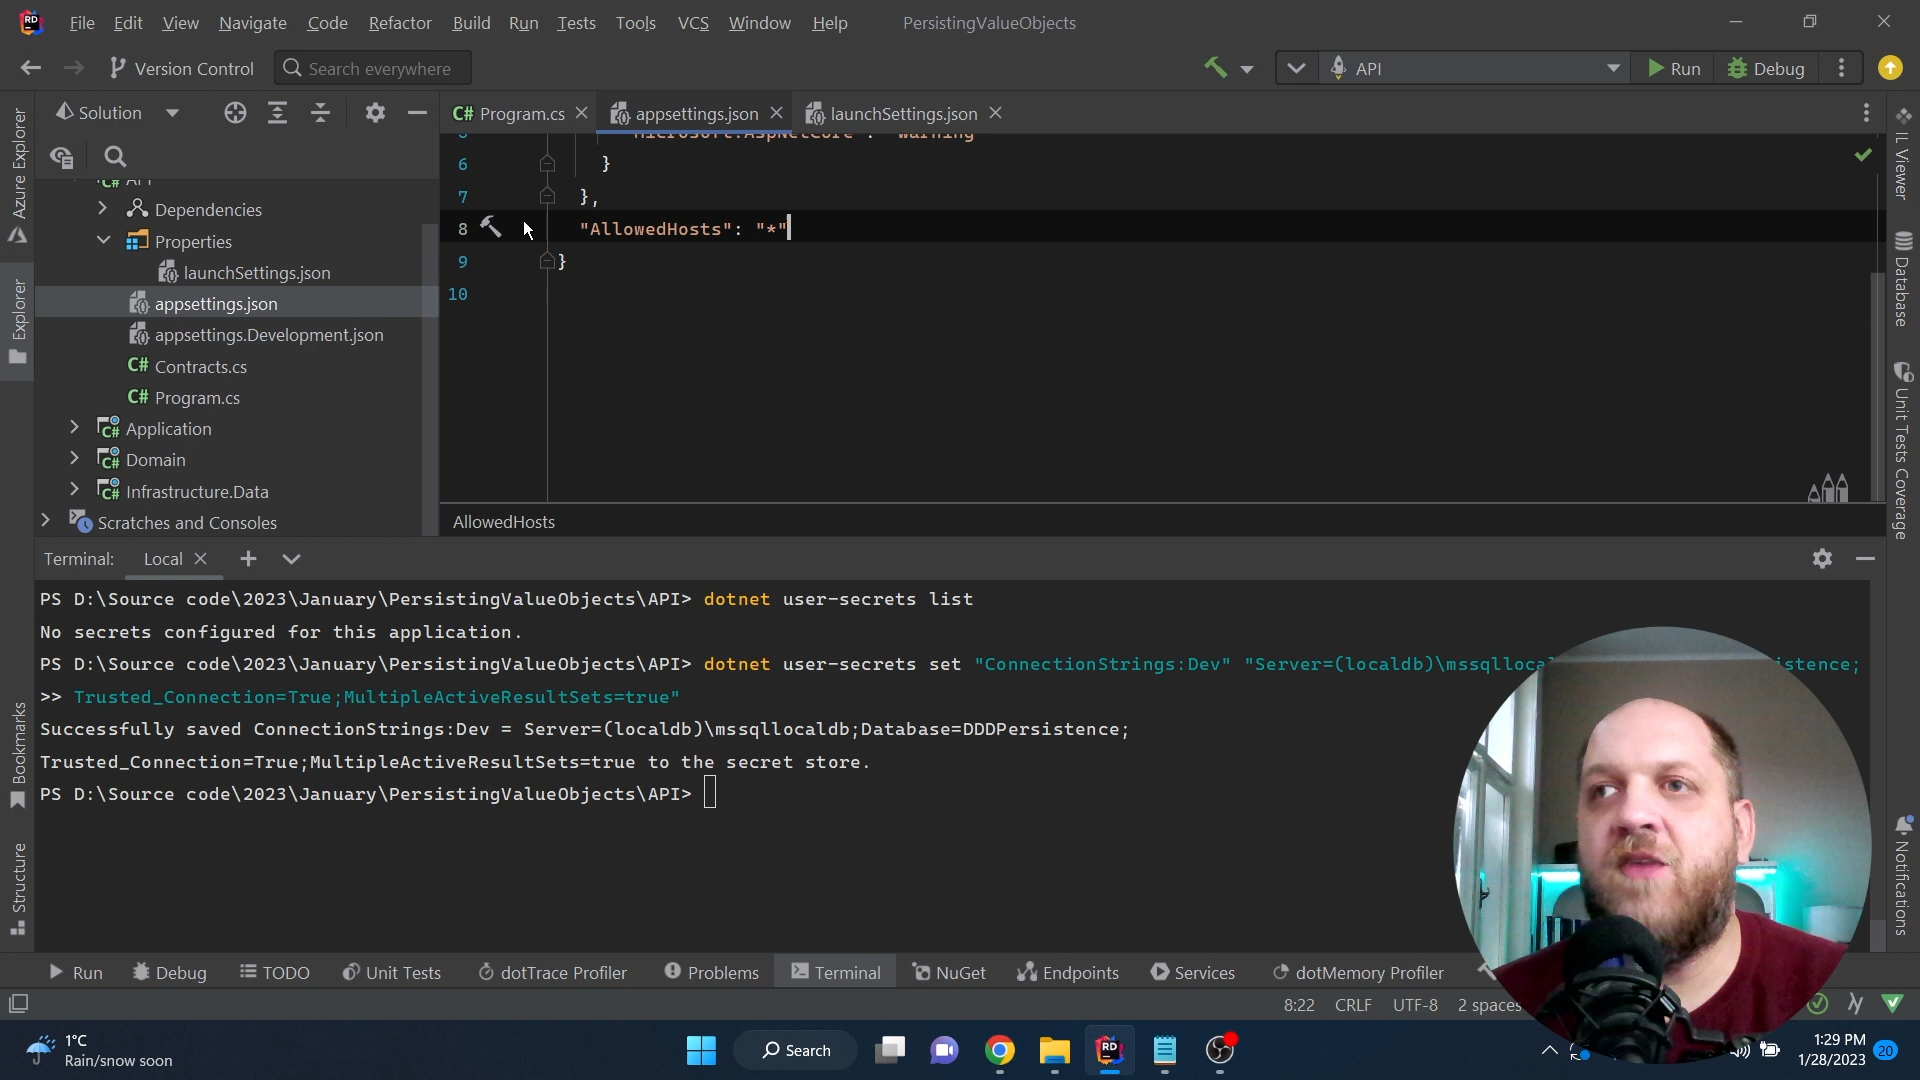 RD File Edit View Navigate Code Refactor Build Run Tests Tools VCS Window Help PersistingValueObjects
Version Control Search everywhere API Run Debug
Solution
C# Program.cs appsettings.json launchSettings.json
"Microsoft.AspNetCore": "Warning"
6 }
7 },
8 "AllowedHosts": "*"
9 }
10
AllowedHosts
C# API
Dependencies
Properties
launchSettings.json
appsettings.json
appsettings.Development.json
C# Contracts.cs
C# Program.cs
C# Application
C# Domain
C# Infrastructure.Data
Scratches and Consoles
Azure Explorer
Explorer
Bookmarks
Structure
IL Viewer
Database
Unit Tests Coverage
Notifications
Terminal: Local
PS D:\Source code\2023\January\PersistingValueObjects\API> dotnet user-secrets list
No secrets configured for this application.
PS D:\Source code\2023\January\PersistingValueObjects\API> dotnet user-secrets set "ConnectionStrings:Dev" "Server=(localdb)\mssqlloca istence;
>> Trusted_Connection=True;MultipleActiveResultSets=true"
Successfully saved ConnectionStrings:Dev = Server=(localdb)\mssqllocaldb;Database=DDDPersistence;
Trusted_Connection=True;MultipleActiveResultSets=true to the secret store.
PS D:\Source code\2023\January\PersistingValueObjects\API>
Run Debug TODO Unit Tests dotTrace Profiler Problems Terminal NuGet Endpoints Services dotMemory Profiler
8:22 CRLF UTF-8 2 spaces
1°C
Rain/snow soon
Search
RD
1:29 PM
1/28/2023
20